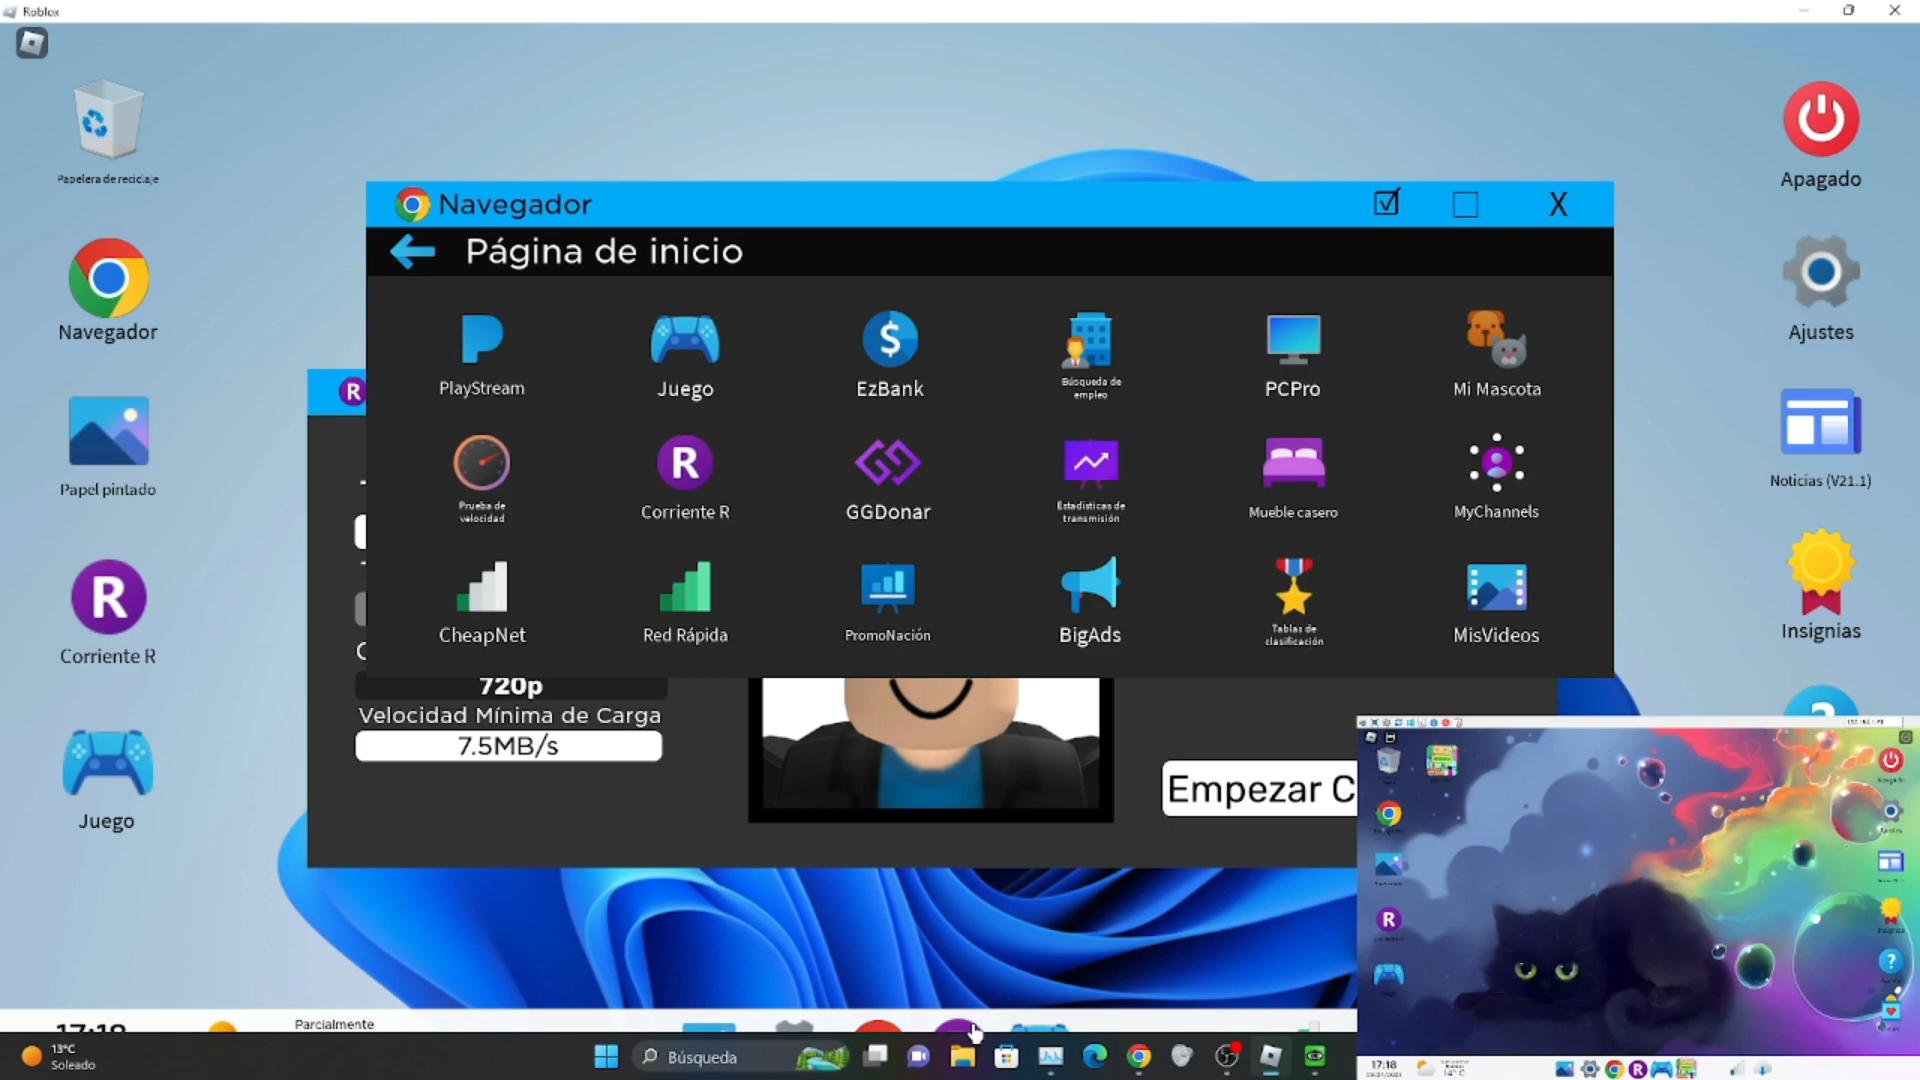 Roblox
Papelera de reciclaje
Navegador
Papel pintado
Corriente R
Juego
Navegador
X
Página de inicio
PlayStream
Juego
EzBank
Búsqueda de
empleo
PCPro
Mi Mascota
Prueba de
velocidad
Corriente R
GGDonar
Estadísticas de
transmisión
Mueble casero
MyChannels
CheapNet
Red Rápida
PromoNación
BigAds
Tablas de
clasificación
MisVideos
720p
Velocidad Mínima de Carga
7.5MB/s
Empezar C
Apagado
Ajustes
Noticias (V21.1)
Insignias
17:18
Parcialmente
13°C
Soleado
Búsqueda
17:18
14° C